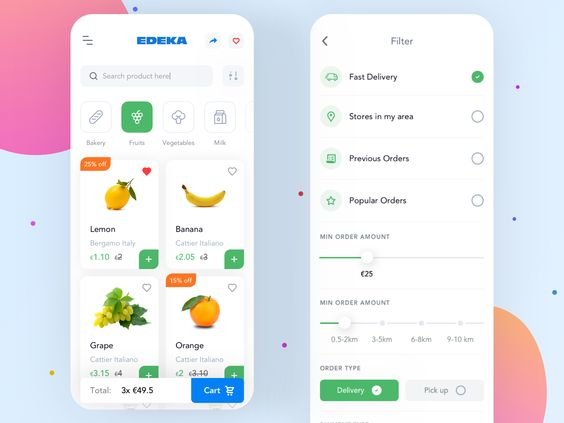 EDEKA
Search product here
Bakery
Fruits
Vegetables
Milk
25% off
Lemon
Bergamo Italy
€1.10 €2
+
Banana
Cattier Italiano
€2.05 €3
+
Grape
Cattier Italiano
€3.15 €4
15% off
Orange
Cattier Italiano
€2 €3.10
Total: 3x €49.5
Cart
Filter
Fast Delivery
Stores in my area
Previous Orders
Popular Orders
MIN ORDER AMOUNT
€25
MIN ORDER AMOUNT
0.5-2km 3-5km 6-8km 9-10 km
ORDER TYPE
Delivery
Pick up